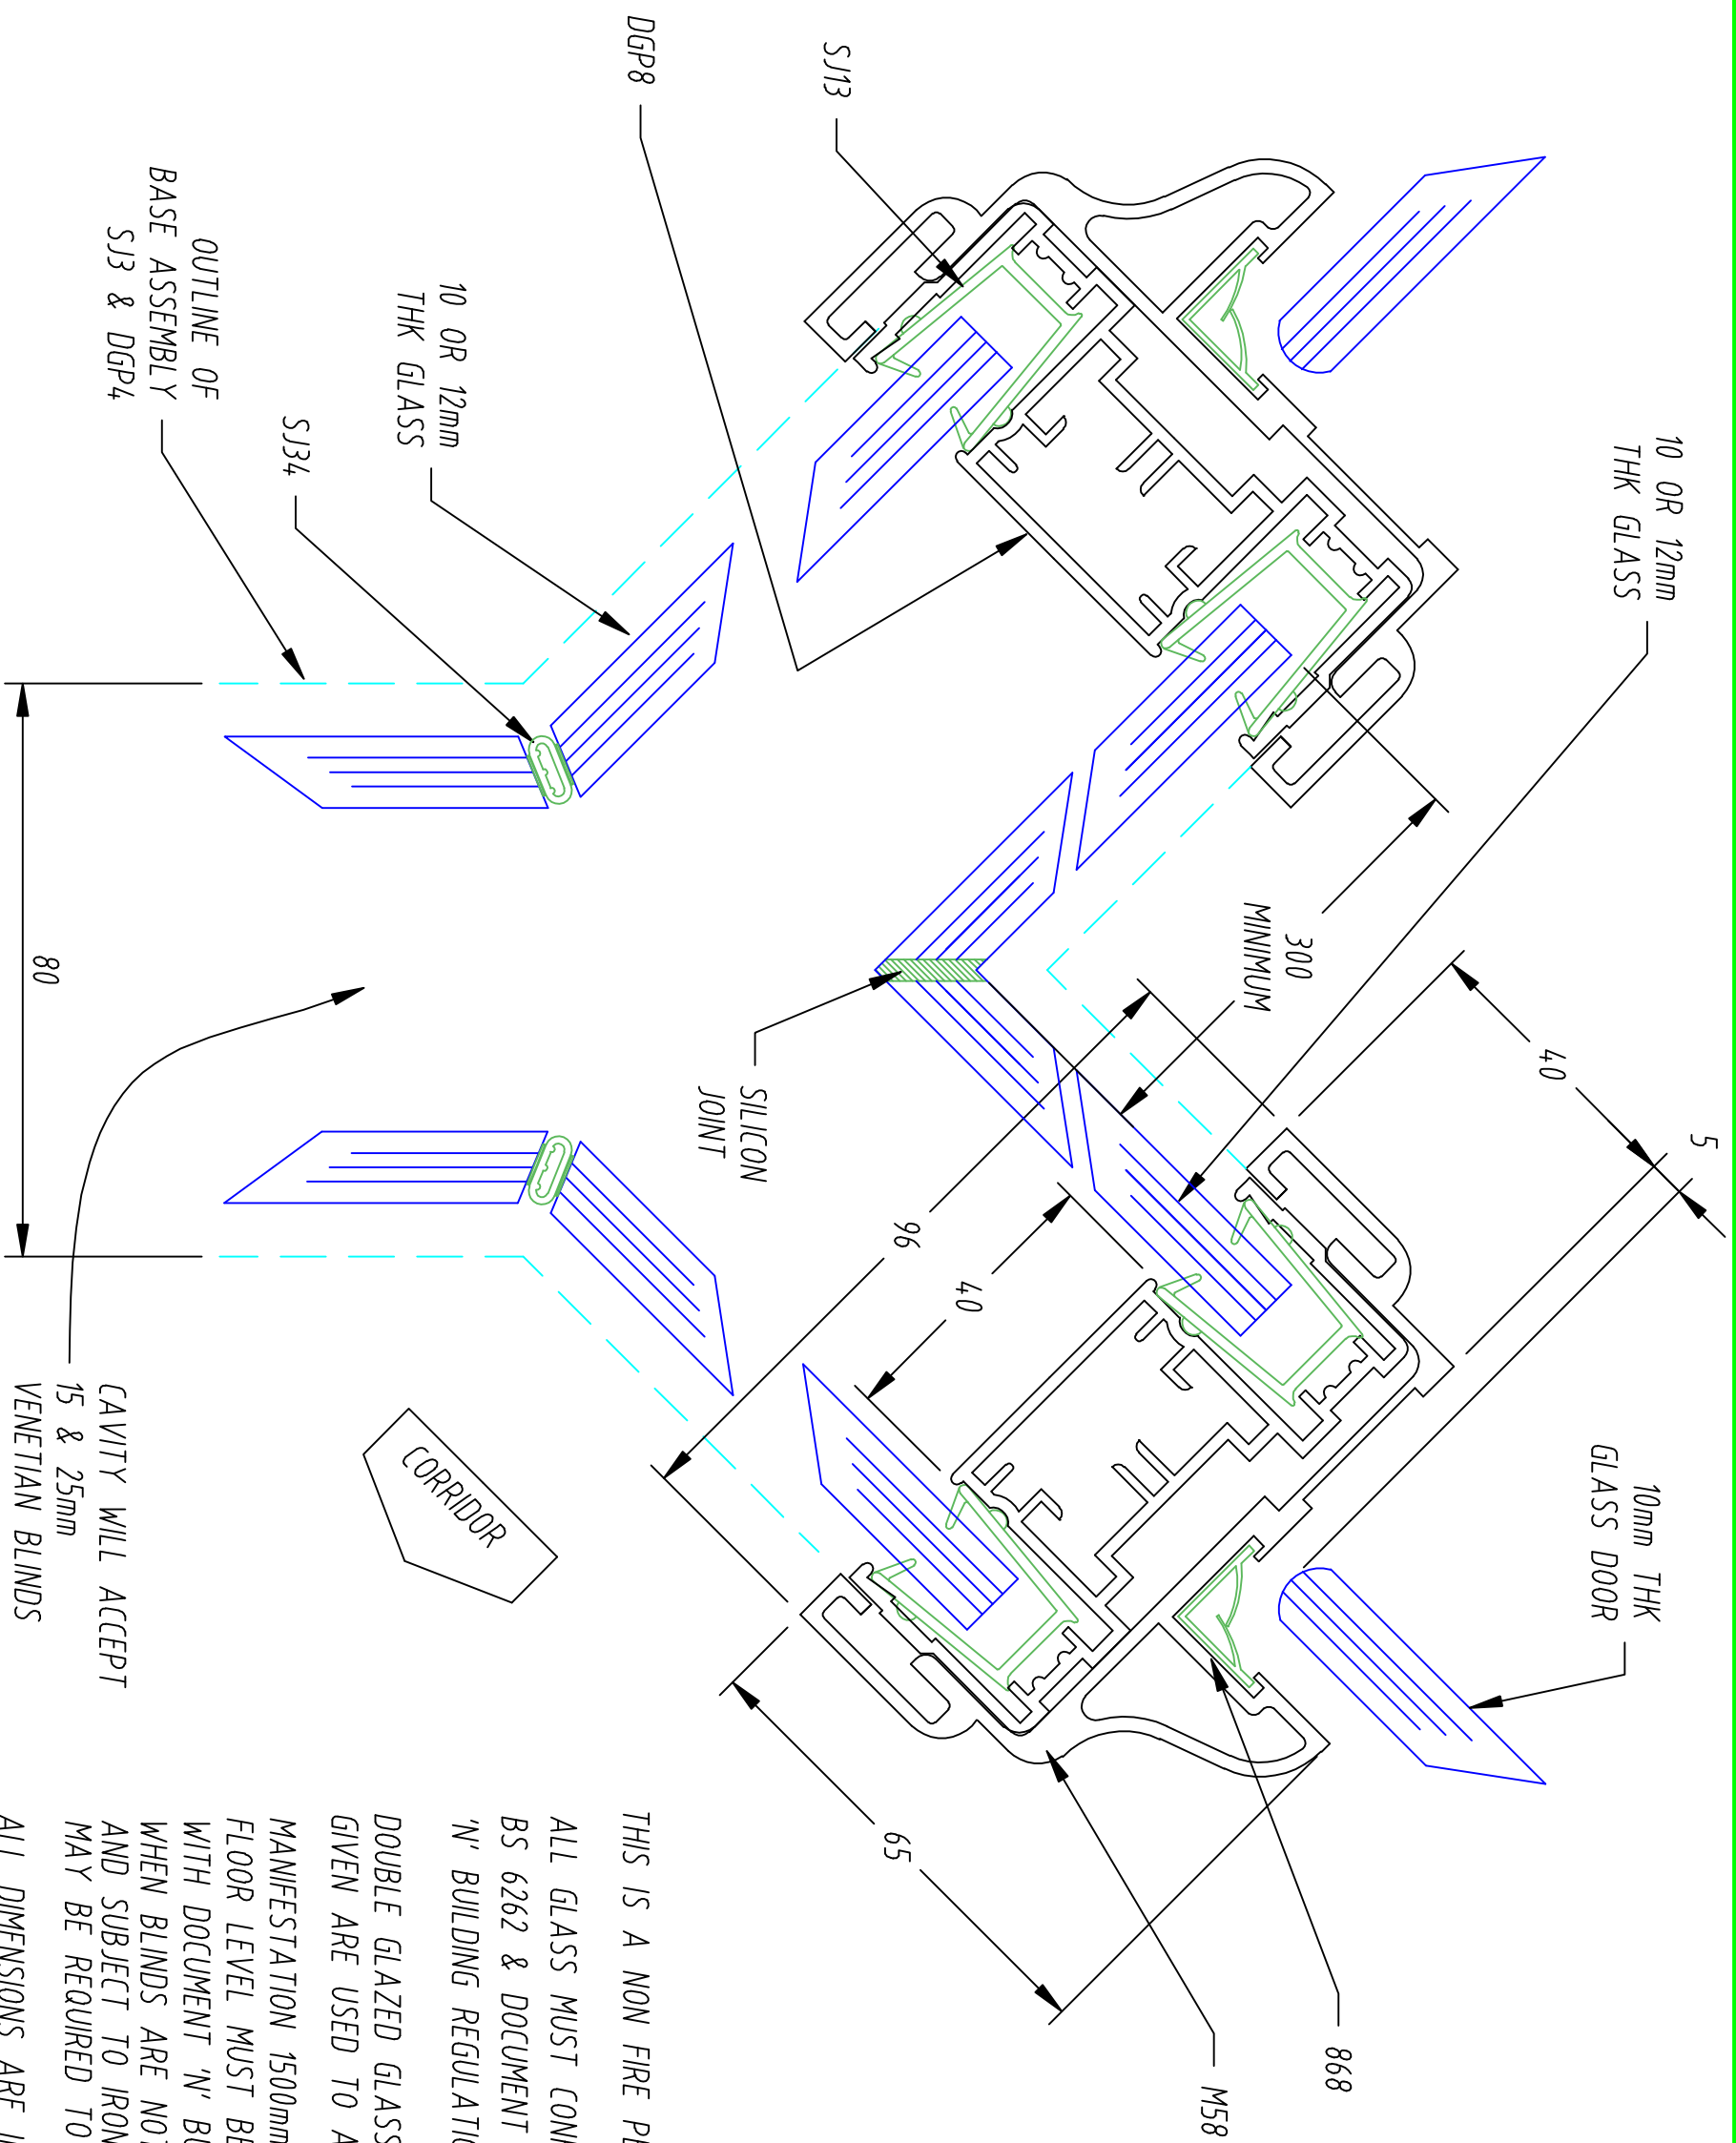 10 OR 12mm
THK GLASS
5
40
300
MINIMUM
10mm THK
GLASS DOOR
SJ13
DGP8
10 OR 12mm
THK GLASS
SJ34
OUTLINE OF
BASE ASSEMBLY
SJ3 & DGP4
SILICON
JOINT
96
40
65
868
M58
80
CORRIDOR
CAVITY WILL ACCEPT
15 & 25mm
VENETIAN BLINDS
THIS IS A NON FIRE
ALL GLASS MUST
BS 6262 & DOCUMENT
'N' BUILDING
DOUBLE GLAZED GLASS
GIVEN ARE USED TO
MANIFESTATION 1500mm
FLOOR LEVEL MUST BE
WITH DOCUMENT 'N'
WHEN BLINDS ARE
AND SUBJECT TO
MAY BE REQUIRED TO
ALL DIMENSIONS ARE